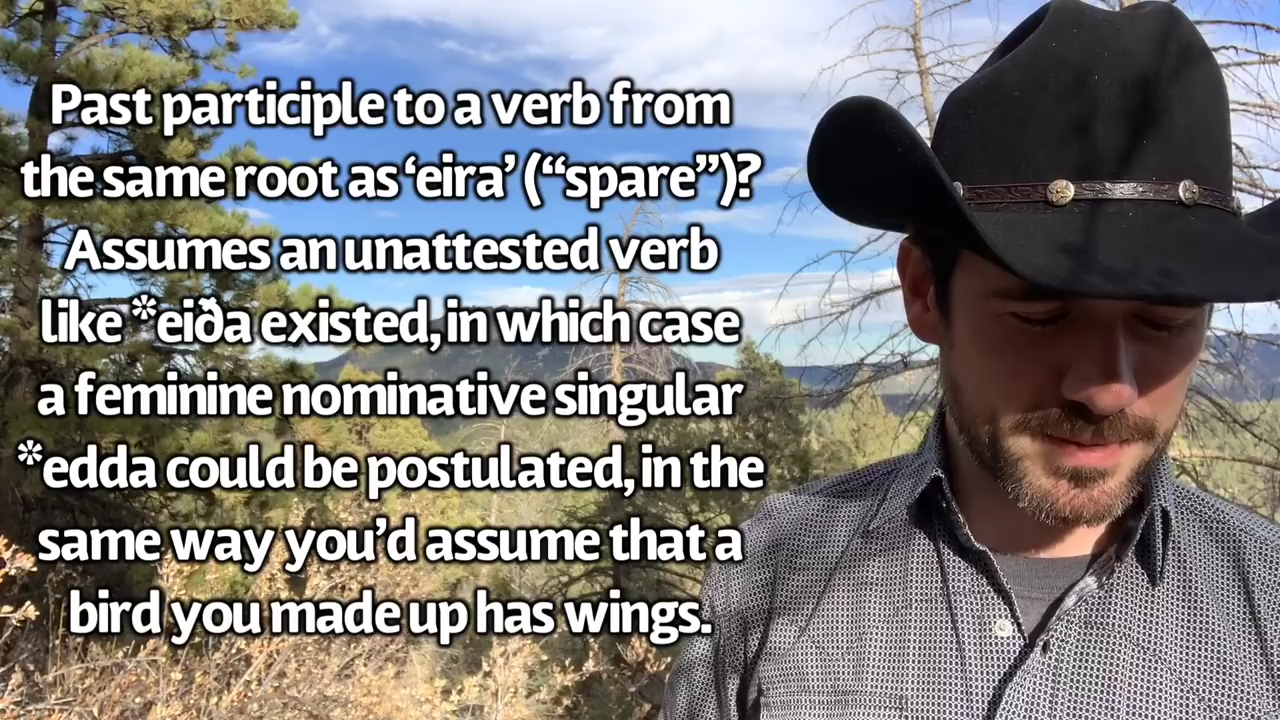 Past participle to a verb from
the same root as ‘eira’ (“spare”)?
Assumes an unattested verb
like *eiða existed, in which case
a feminine nominative singular
*edda could be postulated, in the
same way you’d assume that a
bird you made up has wings.